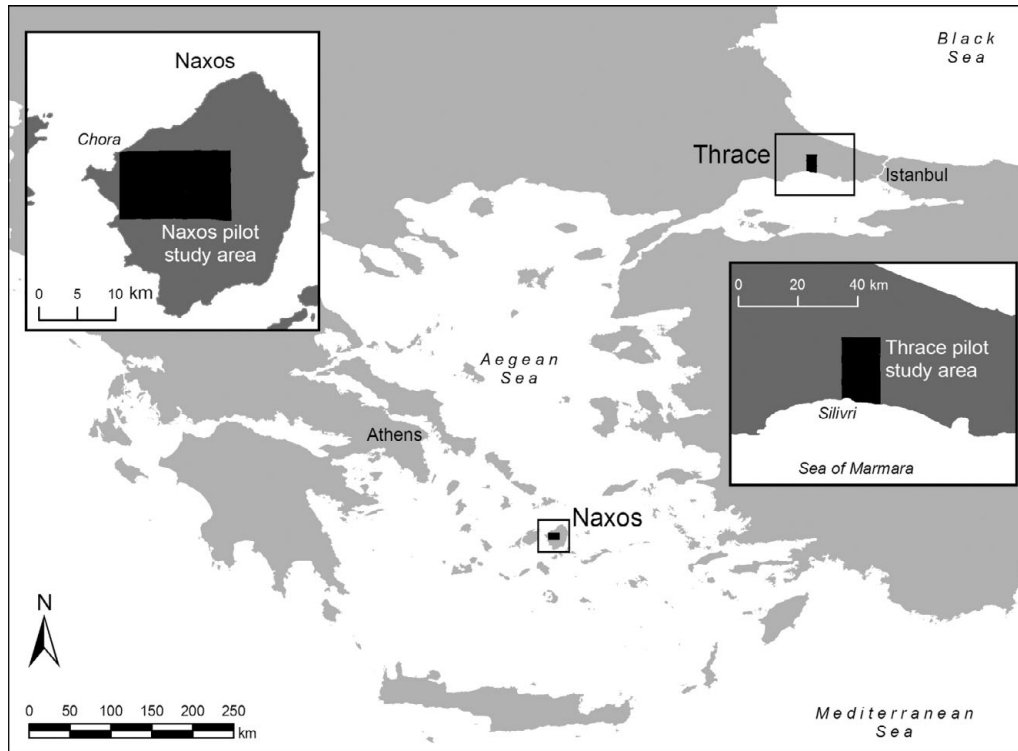 Naxos
Chora
Naxos pilot
study area
0 5 10 km
Black
Sea
Thrace
Istanbul
0 20 40 km
Thrace pilot
study area
Silivri
Sea of Marmara
Aegean
Sea
Athens
Naxos
N
0 50 100 150 200 250
km
Mediterranean
Sea